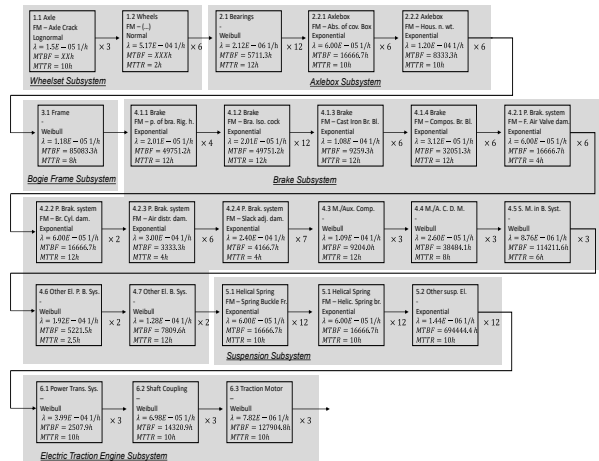 1.1 Axle
FM – Axle Crack
Lognormal
λ = 1.5E − 05 1/h
MTBF = XXXh
MTTR = 10h
× 3
1.2 Wheels
FM – (...)
Normal
λ = 5.17E − 04 1/h
MTBF = XXXXh
MTTR = 2h
× 6
Wheelset Subsystem
2.1 Bearings
-
Weibull
λ = 2.12E − 06 1/h
MTBF = 5711.3h
MTTR = 12h
× 12
2.2.1 Axlebox
FM – Abs. of cov. Box
Exponential
λ = 6.00E − 05 1/h
MTBF = 16666.7h
MTTR = 10h
× 6
2.2.2 Axlebox
FM – Hous. n. wt.
Exponential
λ = 1.20E − 04 1/h
MTBF = 8333.3h
MTTR = 10h
× 6
Axlebox Subsystem
3.1 Frame
-
Weibull
λ = 1.18E − 05 1/h
MTBF = 85083.3h
MTTR = 8h
Bogie Frame Subsystem
4.1.1 Brake
FM – p. of bra. Rig. h.
Exponential
λ = 2.01E − 05 1/h
MTBF = 49751.2h
MTTR = 12h
× 4
4.1.2 Brake
FM – Bra. Iso. cock
Exponential
λ = 2.01E − 05 1/h
MTBF = 49751.2h
MTTR = 12h
× 12
4.1.3 Brake
FM – Cast Iron Br. Bl.
Exponential
λ = 1.08E − 04 1/h
MTBF = 9259.3h
MTTR = 12h
× 6
4.1.4 Brake
FM – Compos. Br. Bl.
Exponential
λ = 3.12E − 05 1/h
MTBF = 32051.3h
MTTR = 12h
× 6
4.2.1 P. Brak. system
FM – F. Air Valve dam.
Exponential
λ = 6.00E − 05 1/h
MTBF = 16666.7h
MTTR = 4h
× 6
Brake Subsystem
4.2.2 P. Brak. system
FM – Br. Cyl. dam.
Exponential
λ = 6.00E − 05 1/h
MTBF = 16666.7h
MTTR = 12h
× 2
4.2.3 P. Brak. system
FM – Air distr. dam.
Exponential
λ = 3.00E − 04 1/h
MTBF = 3333.3h
MTTR = 4h
× 6
4.2.4 P. Brak. system
FM – Slack adj. dam.
Exponential
λ = 2.40E − 04 1/h
MTBF = 4166.7h
MTTR = 4h
× 7
4.3 M./Aux. Comp.
-
Weibull
λ = 1.09E − 04 1/h
MTBF = 9204.0h
MTTR = 12h
× 3
4.4 M./A. C. D. M.
-
Weibull
λ = 2.60E − 05 1/h
MTBF = 38484.1h
MTTR = 8h
× 3
4.5 S. M. in B. Syst.
-
Weibull
λ = 8.76E − 06 1/h
MTBF = 114211.6h
MTTR = 6h
× 3
4.6 Other El. P. B. Sys.
-
Weibull
λ = 1.92E − 04 1/h
MTBF = 5221.5h
MTTR = 2,5h
× 2
4.7 Other El. B. Sys.
-
Weibull
λ = 1.28E − 04 1/h
MTBF = 7809.6h
MTTR = 12h
× 2
5.1 Helical Spring
FM – Spring Buckle Fr.
Exponential
λ = 6.00E − 05 1/h
MTBF = 16666.7h
MTTR = 10h
× 12
5.1 Helical Spring
FM – Helic. Spring br.
Exponential
λ = 6.00E − 05 1/h
MTBF = 16666.7h
MTTR = 10h
× 12
5.2 Other susp. El.
-
Exponential
λ = 1.44E − 06 1/h
MTBF = 694444.4h
MTTR = 10h
× 12
Suspension Subsystem
6.1 Power Trans. Sys.
–
Weibull
λ = 3.99E − 04 1/h
MTBF = 2507.9h
MTTR = 10h
× 3
6.2 Shaft Coupling
–
Weibull
λ = 6.98E − 05 1/h
MTBF = 14320.9h
MTTR = 10h
× 3
6.3 Traction Motor
–
Weibull
λ = 7.82E − 06 1/h
MTBF = 127904.8h
MTTR = 10h
× 3
Electric Traction Engine Subsystem